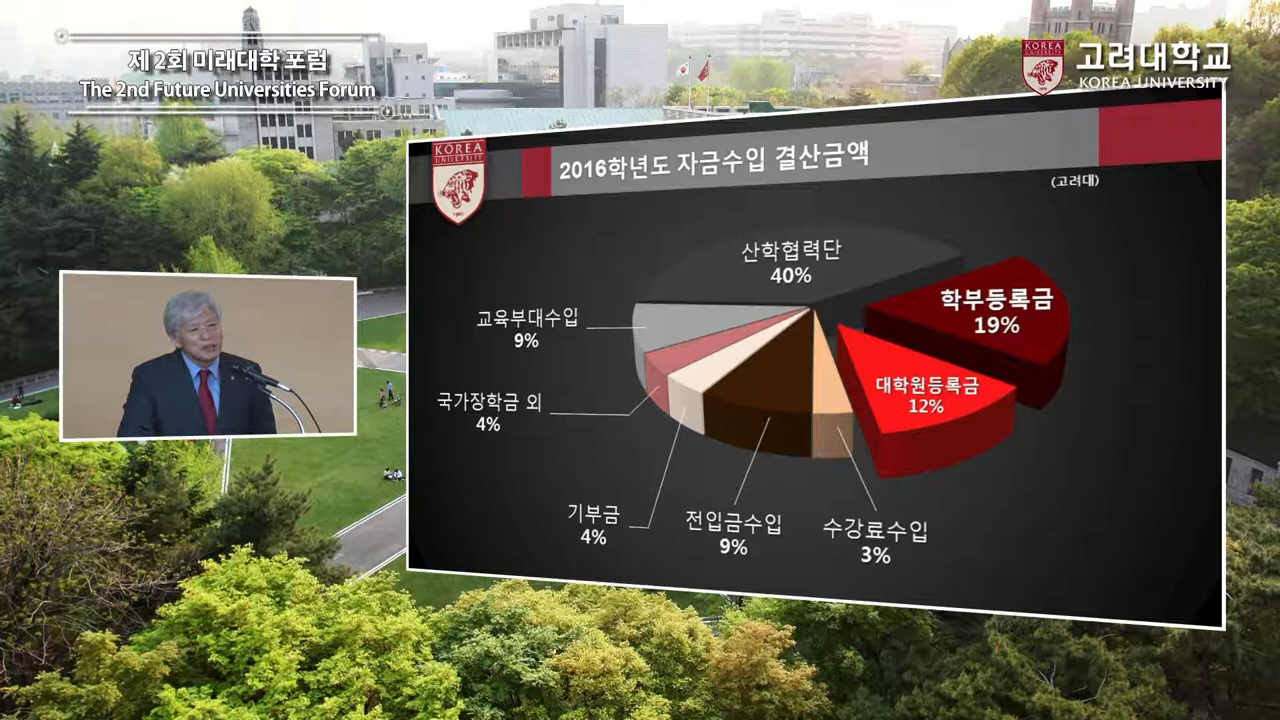 제 2회 미래대학 포럼
The 2nd Future Universities Forum
KOREA
UNIVERSITY
1905
고려대학교
KOREA UNIVERSITY
KOREA
UNIVERSITY
1905
2016학년도 자금수입 결산금액
(고려대)
산학협력단
40%
학부등록금
19%
대학원등록금
12%
수강료수입
3%
전입금수입
9%
기부금
4%
국가장학금 외
4%
교육부대수입
9%